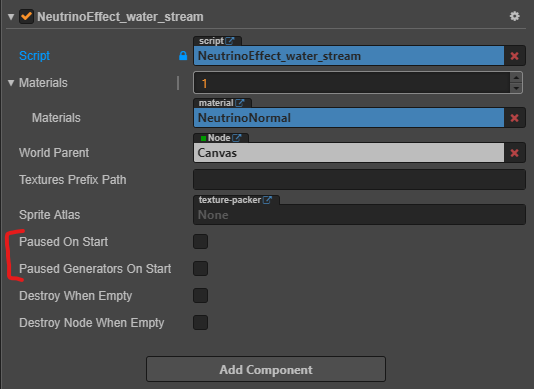 NeutrinoEffect_water_stream
script
Script NeutrinoEffect_water_stream
Materials 1
material
Materials NeutrinoNormal
Node
World Parent Canvas
Textures Prefix Path
texture-packer
Sprite Atlas None
Paused On Start
Paused Generators On Start
Destroy When Empty
Destroy Node When Empty
Add Component